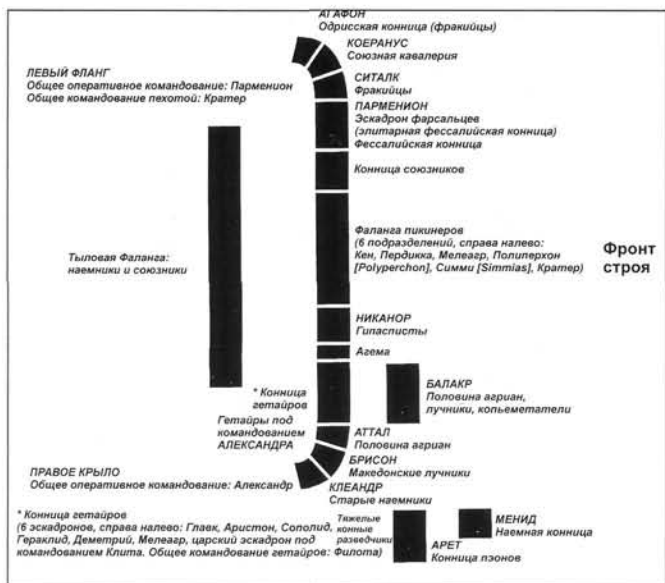 АГАФОН
Одрисская конница (фракийцы)
КОЕРАНУС
Союзная кавалерия
ЛЕВЫЙ ФЛАНГ
Общее оперативное командование: Парменион
Общее командование пехотой: Кратер
СИТАЛК
Фракийцы
ПАРМЕНИОН
Эскадрон фарсальцев
(элитарная фессалийская конница)
Фессалийская конница
Конница союзников
Тыловая Фаланга:
наемники и союзники
Фаланга пикинеров
(6 подразделений, справа налево:
Кен, Пердикка, Мелеагр, Полиперхон
[Polyperchon], Симми [Simmias], Кратер)
Фронт
строя
НИКАНОР
Гипасписты
Агема
* Конница
гетайров
Гетайры под
командованием
АЛЕКСАНДРА
БАЛАКР
Половина агриан,
лучники, копьеметатели
АТТАЛ
Половина агриан
БРИСОН
Македонские лучники
ПРАВОЕ КРЫЛО
Общее оперативное командование: Александр
КЛЕАНДР
Старые наемники
* Конница гетайров
(6 эскадронов, справа налево: Главк, Аристон, Сополид,
Гераклид, Деметрий, Мелеагр, царский эскадрон под
командованием Клита. Общее командование гетайров: Филота)
Тяжелые
конные
разведчики
МЕНИД
Наемная конница
АРЕТ
Конница пэонов